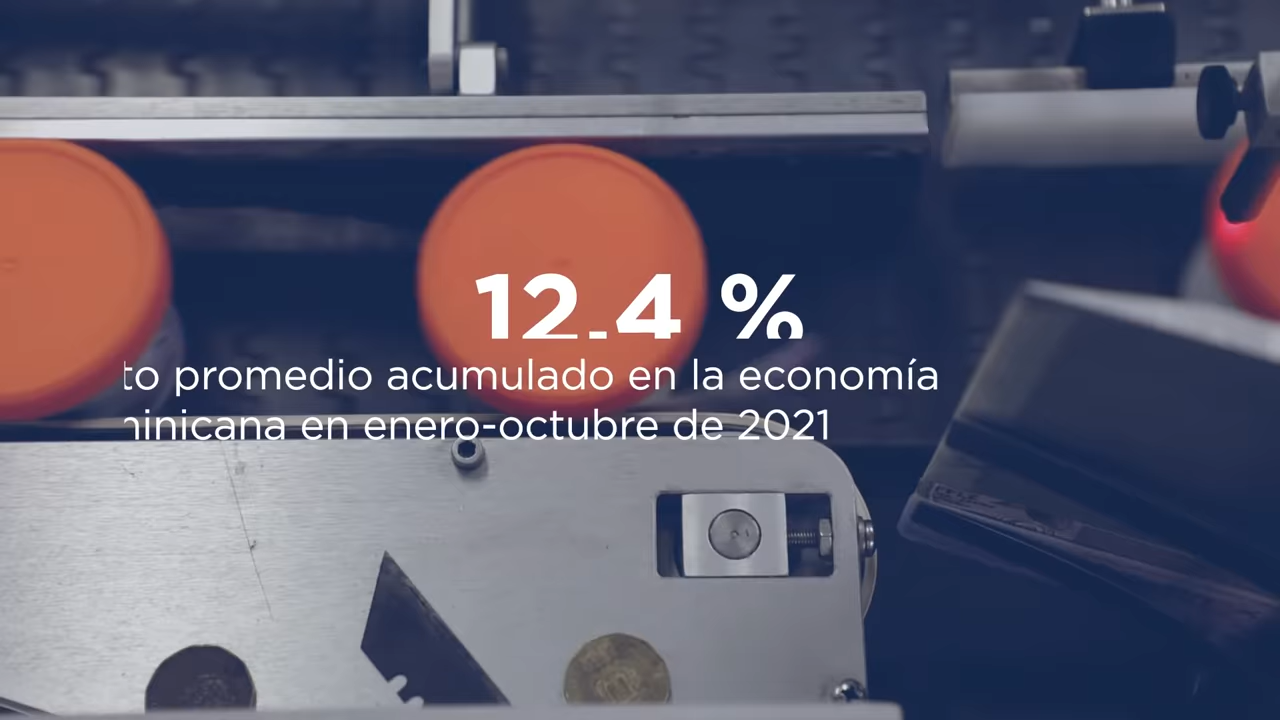 12.4 %
to promedio acumulado en la economía
minicana en enero-octubre de 2021